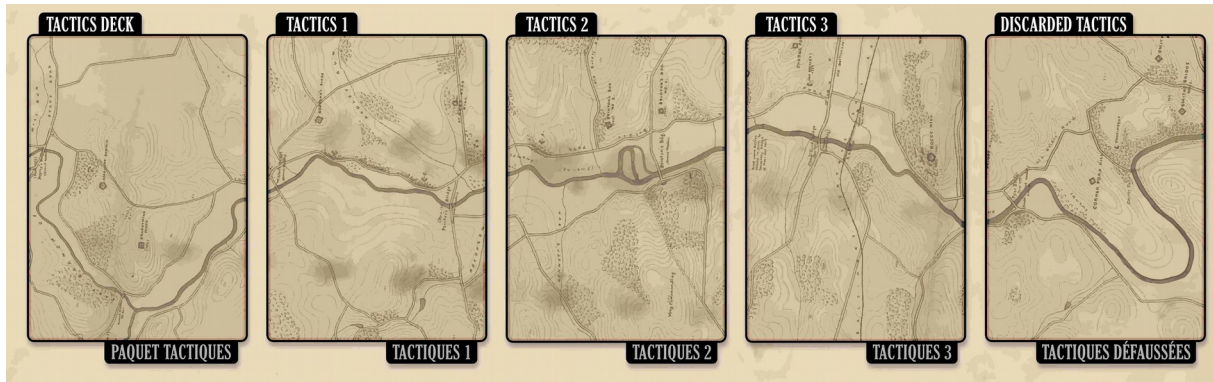 TACTICS DECK
TACTICS 1
TACTICS 2
TACTICS 3
DISCARDED TACTICS
PAQUET TACTIQUES
TACTIQUES 1
TACTIQUES 2
TACTIQUES 3
TACTIQUES DÉFAUSSÉES